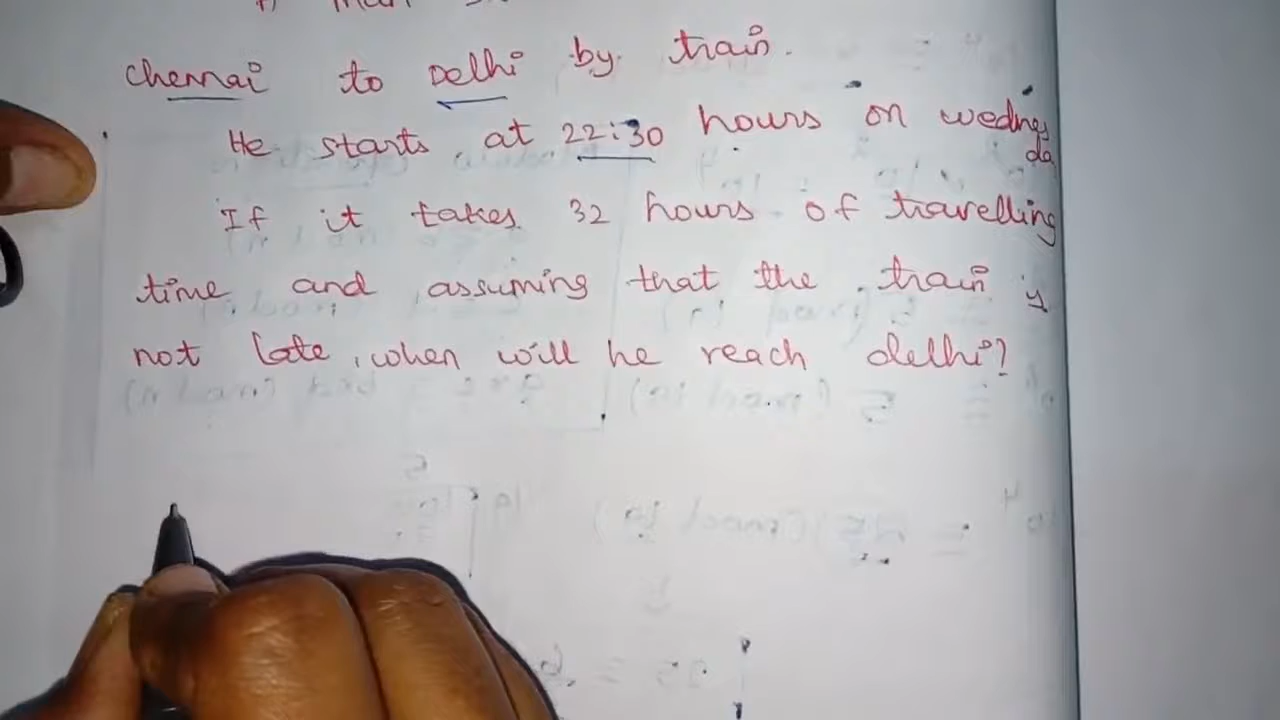 chennai to Delhi by train.
He starts at 22:30 hours on wednes
da
If it takes 32 hours of travelling
time and assuming that the train is
not late, when will he reach delhi?